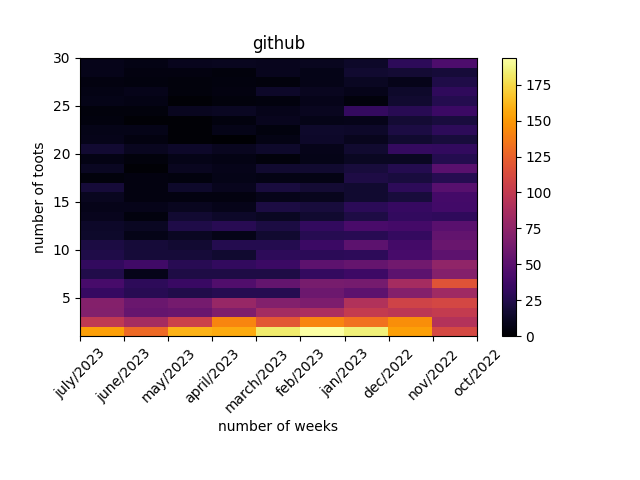 github
30
25
20
15
10
5
number of toots
july/2023
june/2023
may/2023
april/2023
march/2023
feb/2023
jan/2023
dec/2022
nov/2022
oct/2022
number of weeks
175
150
125
100
75
50
25
0